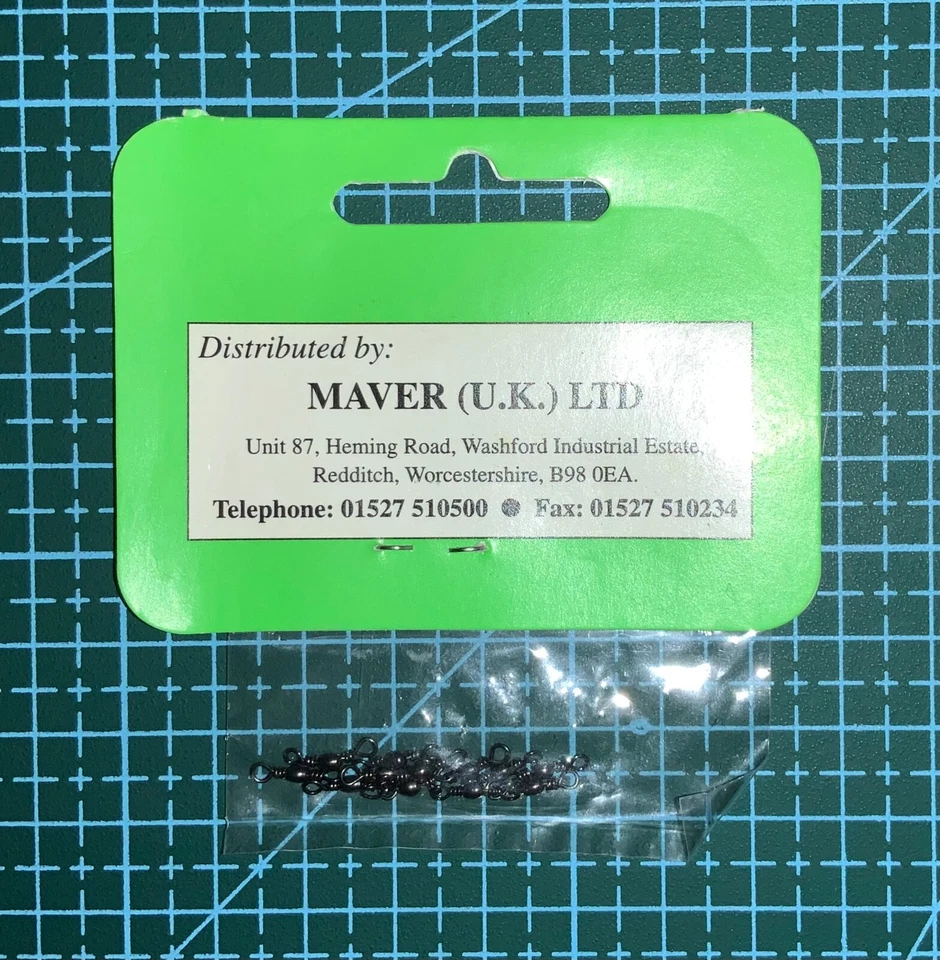 Distributed by:
MAVER (U.K.) LTD
Unit 87, Heming Road, Washford Industrial Estate,
Redditch, Worcestershire, B98 0EA.
Telephone: 01527 510500 ● Fax: 01527 510234